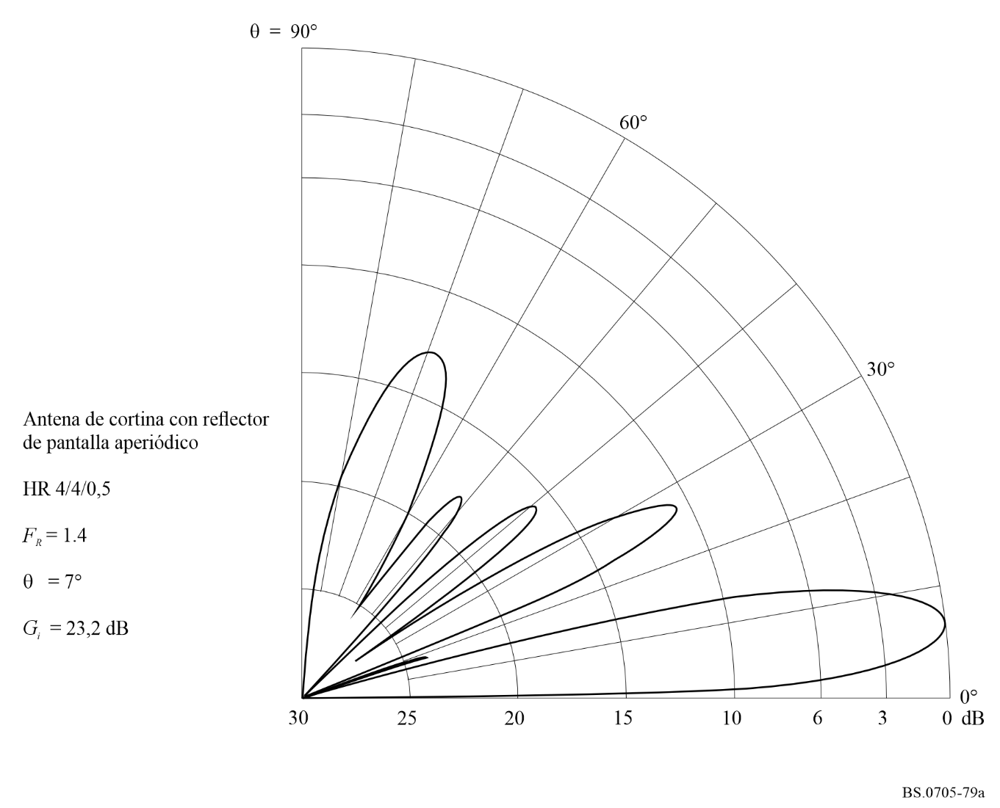 θ = 90°
60°
30°
Antena de cortina con reflector
de pantalla aperiódico
HR 4/4/0,5
F_R = 1.4
θ = 7°
G_i = 23,2 dB
0°
30 25 20 15 10 6 3 0 dB
BS.0705-79a